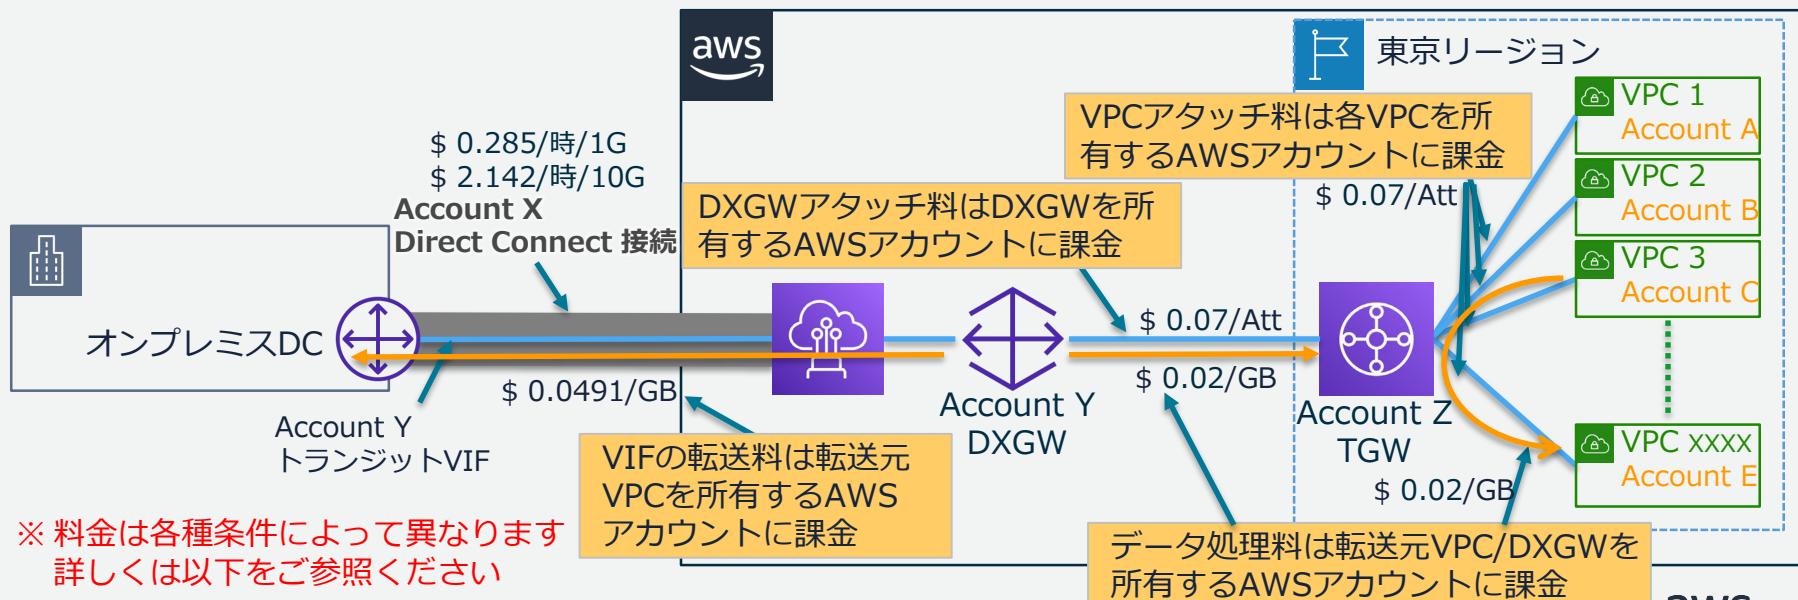 aws
東京リージョン
VPC 1
Account A
VPC 2
Account B
VPC 3
Account C
VPC xxxx
Account E
VPCアタッチ料は各VPCを所
有するAWSアカウントに課金
$ 0.07/Att
$ 0.285/時/1G
$ 2.142/時/10G
Account X
Direct Connect 接続
DXGWアタッチ料はDXGWを所
有するAWSアカウントに課金
オンプレミスDC
$ 0.07/Att
$ 0.02/GB
$ 0.0491/GB
Account Y
DXGW
Account Z
TGW
$ 0.02/GB
Account Y
トランジットVIF
VIFの転送料は転送元
VPCを所有するAWS
アカウントに課金
データ処理料は転送元VPC/DXGWを
所有するAWSアカウントに課金
※ 料金は各種条件によって異なります
詳しくは以下をご参照ください
aws